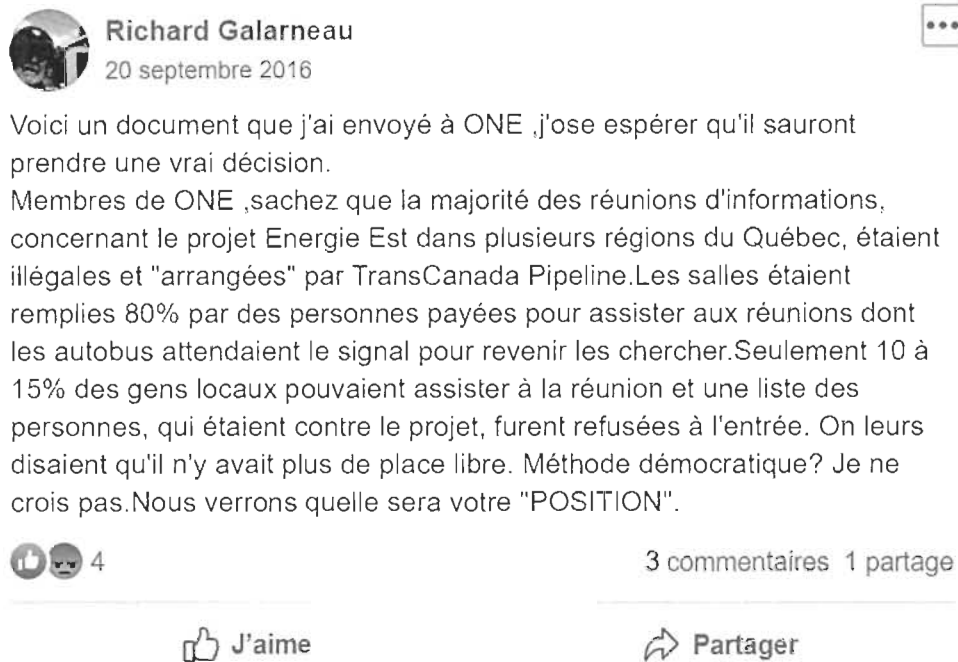 Richard Galarneau
20 septembre 2016
Voici un document que j'ai envoyé à ONE ,j'ose espérer qu'il sauront
prendre une vrai décision.
Membres de ONE ,sachez que la majorité des réunions d'informations,
concernant le projet Energie Est dans plusieurs régions du Québec, étaient
illégales et "arrangées" par TransCanada Pipeline.Les salles étaient
remplies 80% par des personnes payées pour assister aux réunions dont
les autobus attendaient le signal pour revenir les chercher.Seulement 10 à
15% des gens locaux pouvaient assister à la réunion et une liste des
personnes, qui étaient contre le projet, furent refusées à l'entrée. On leurs
disaient qu'il n'y avait plus de place libre. Méthode démocratique? Je ne
crois pas.Nous verrons quelle sera votre "POSITION".
4 3 commentaires 1 partage
J'aime Partager